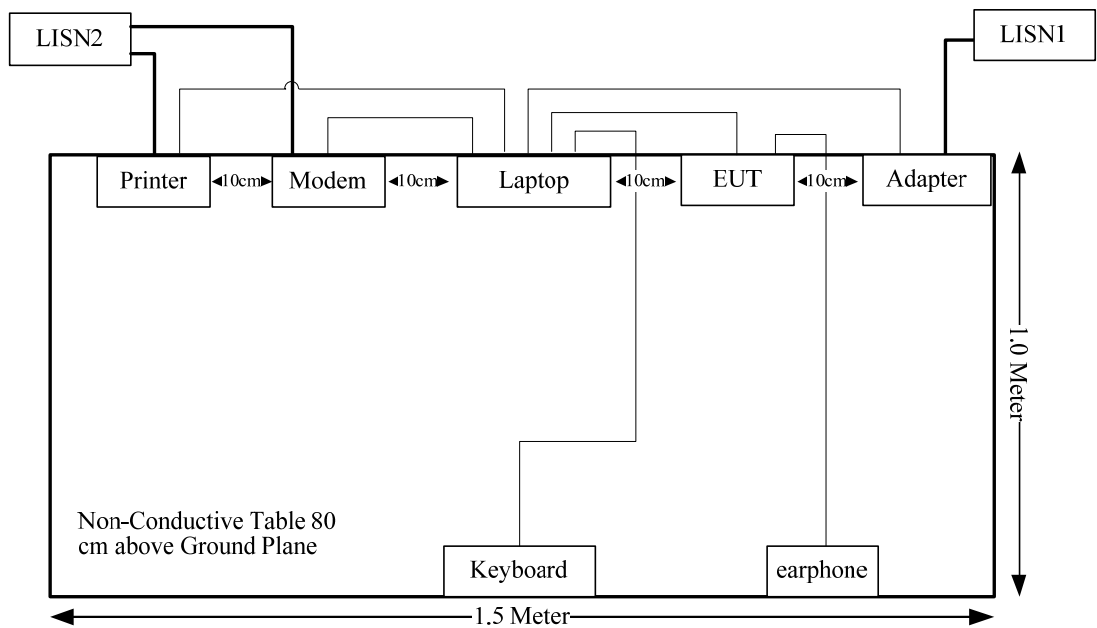 LISN2
LISN1
Printer
10cm
Modem
10cm
Laptop
10cm
EUT
10cm
Adapter
1.0 Meter
Non-Conductive Table 80
cm above Ground Plane
Keyboard
earphone
1.5 Meter